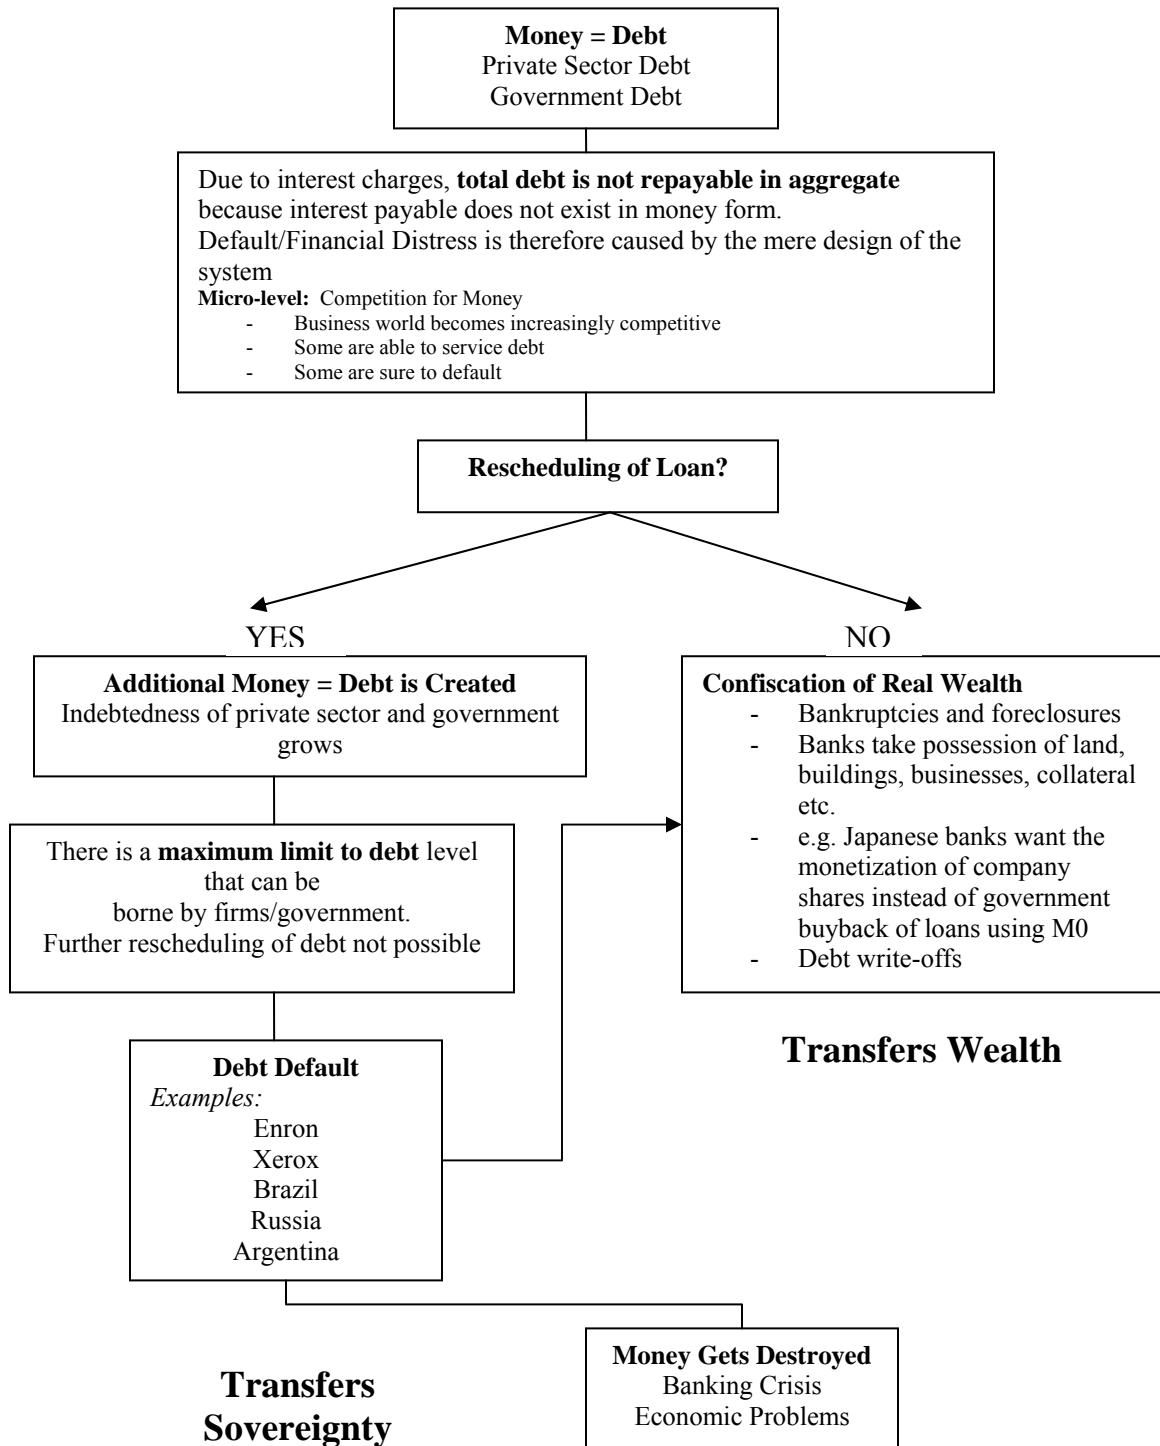 Money = Debt
Private Sector Debt
Government Debt
Due to interest charges, total debt is not repayable in aggregate
because interest payable does not exist in money form.
Default/Financial Distress is therefore caused by the mere design of the
system
Micro-level: Competition for Money
- Business world becomes increasingly competitive
- Some are able to service debt
- Some are sure to default
Rescheduling of Loan?
YES
NO
Additional Money = Debt is Created
Indebtedness of private sector and government
grows
There is a maximum limit to debt level
that can be
borne by firms/government.
Further rescheduling of debt not possible
Debt Default
Examples:
Enron
Xerox
Brazil
Russia
Argentina
Confiscation of Real Wealth
- Bankruptcies and foreclosures
- Banks take possession of land,
buildings, businesses, collateral
etc.
- e.g. Japanese banks want the
monetization of company
shares instead of government
buyback of loans using M0
- Debt write-offs
Transfers Wealth
Transfers
Sovereignty
Money Gets Destroyed
Banking Crisis
Economic Problems